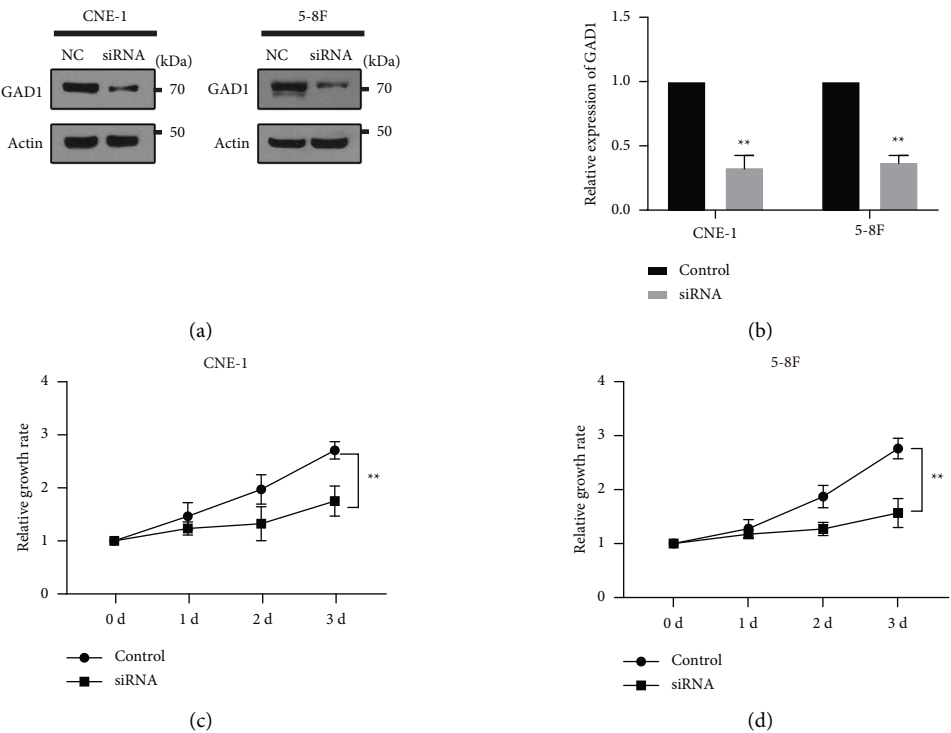 CNE-1
5-8F
NC siRNA (kDa)
NC siRNA (kDa)
GAD1
70
GAD1
70
50
50
Actin
Actin
(a)
Relative expression of GAD1
1.5
1.0
0.5
0.0
**
**
CNE-1
5-8F
Control
siRNA
(b)
CNE-1
Relative growth rate
4
3
2
1
0
**
0 d 1 d 2 d 3 d
Control
siRNA
(c)
5-8F
Relative growth rate
4
3
2
1
0
**
0 d 1 d 2 d 3 d
Control
siRNA
(d)